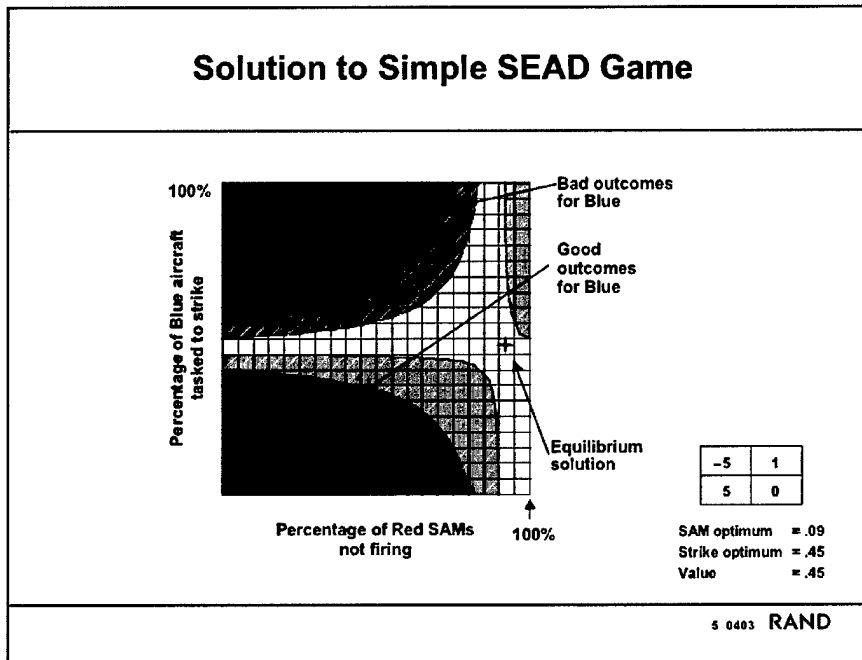 Solution to Simple SEAD Game
100%
Percentage of Blue aircraft
tasked to strike
Bad outcomes
for Blue
Good
outcomes
for Blue
Equilibrium
solution
Percentage of Red SAMs
not firing
100%
–5 1
5 0
SAM optimum = .09
Strike optimum = .45
Value = .45
5 0403 RAND